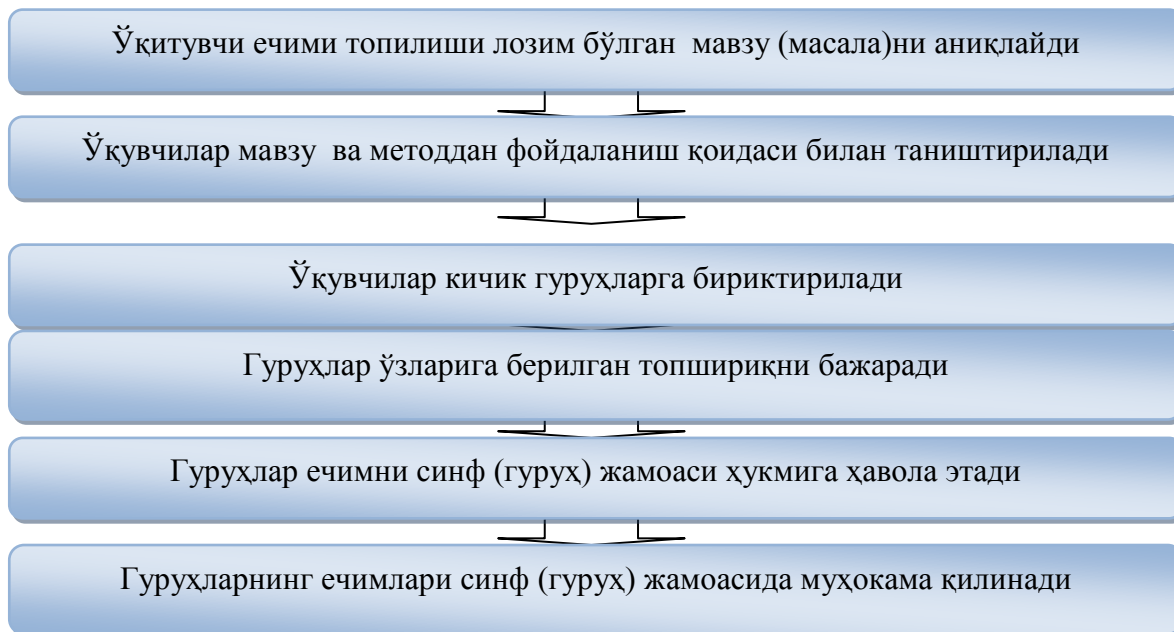 Ўқитувчи ечими топилиши лозим бўлган мавзу (масала)ни аниқлайди
Ўқувчилар мавзу ва методдан фойдаланиш қоидаси билан таништирилади
Ўқувчилар кичик гуруҳларга бириктирилади
Гуруҳлар ўзларига берилган топшириқни бажаради
Гуруҳлар ечимни синф (гуруҳ) жамоаси ҳукмига ҳавола этади
Гуруҳларнинг ечимлари синф (гуруҳ) жамоасида муҳокама қилинади